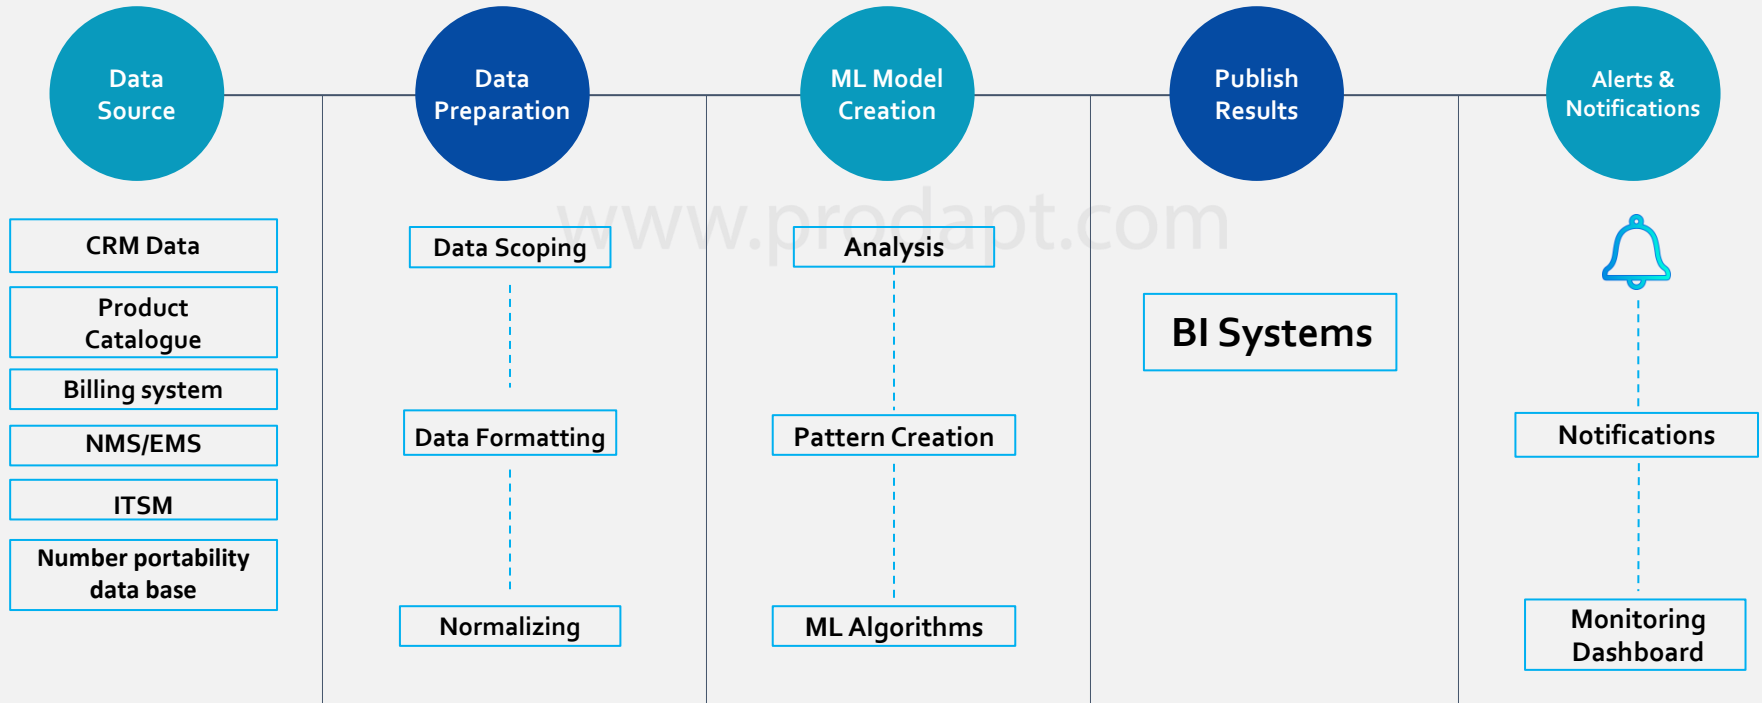 Data
Source
Data
Preparation
ML Model
Creation
Publish
Results
Alerts &
Notifications
www.prodapt.com
CRM Data
Product
Catalogue
Billing system
NMS/EMS
ITSM
Number portability
data base
Data Scoping
Data Formatting
Normalizing
Analysis
Pattern Creation
ML Algorithms
BI Systems
Notifications
Monitoring
Dashboard